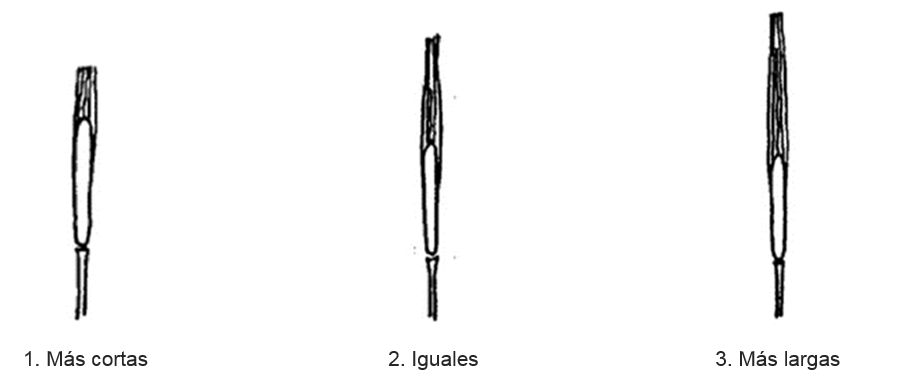 1. Más cortas
2. Iguales
3. Más largas